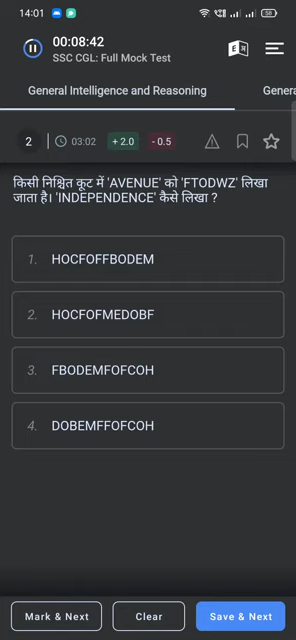 14:01
50
00:08:42
SSC CGL: Full Mock Test
General Intelligence and Reasoning
Genera
2
03:02
+ 2.0
- 0.5
किसी निश्चित कूट में 'AVENUE' को 'FTODWZ' लिखा
जाता है। 'INDEPENDENCE' कैसे लिखा ?
1. HOCFOFFBODEM
2. HOCFOFMEDOBF
3. FBODEMFOFCOH
4. DOBEMFFOFCOH
Mark & Next
Clear
Save & Next